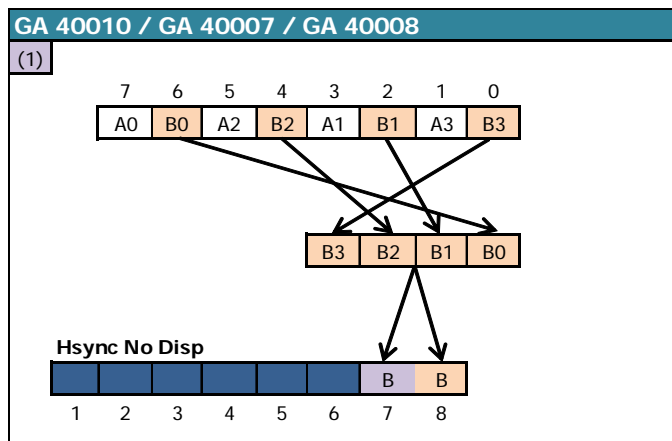 GA 40010 / GA 40007 / GA 40008
(1)
7 6 5 4 3 2 1 0
A0 B0 A2 B2 A1 B1 A3 B3
B3 B2 B1 B0
Hsync No Disp
B B
1 2 3 4 5 6 7 8